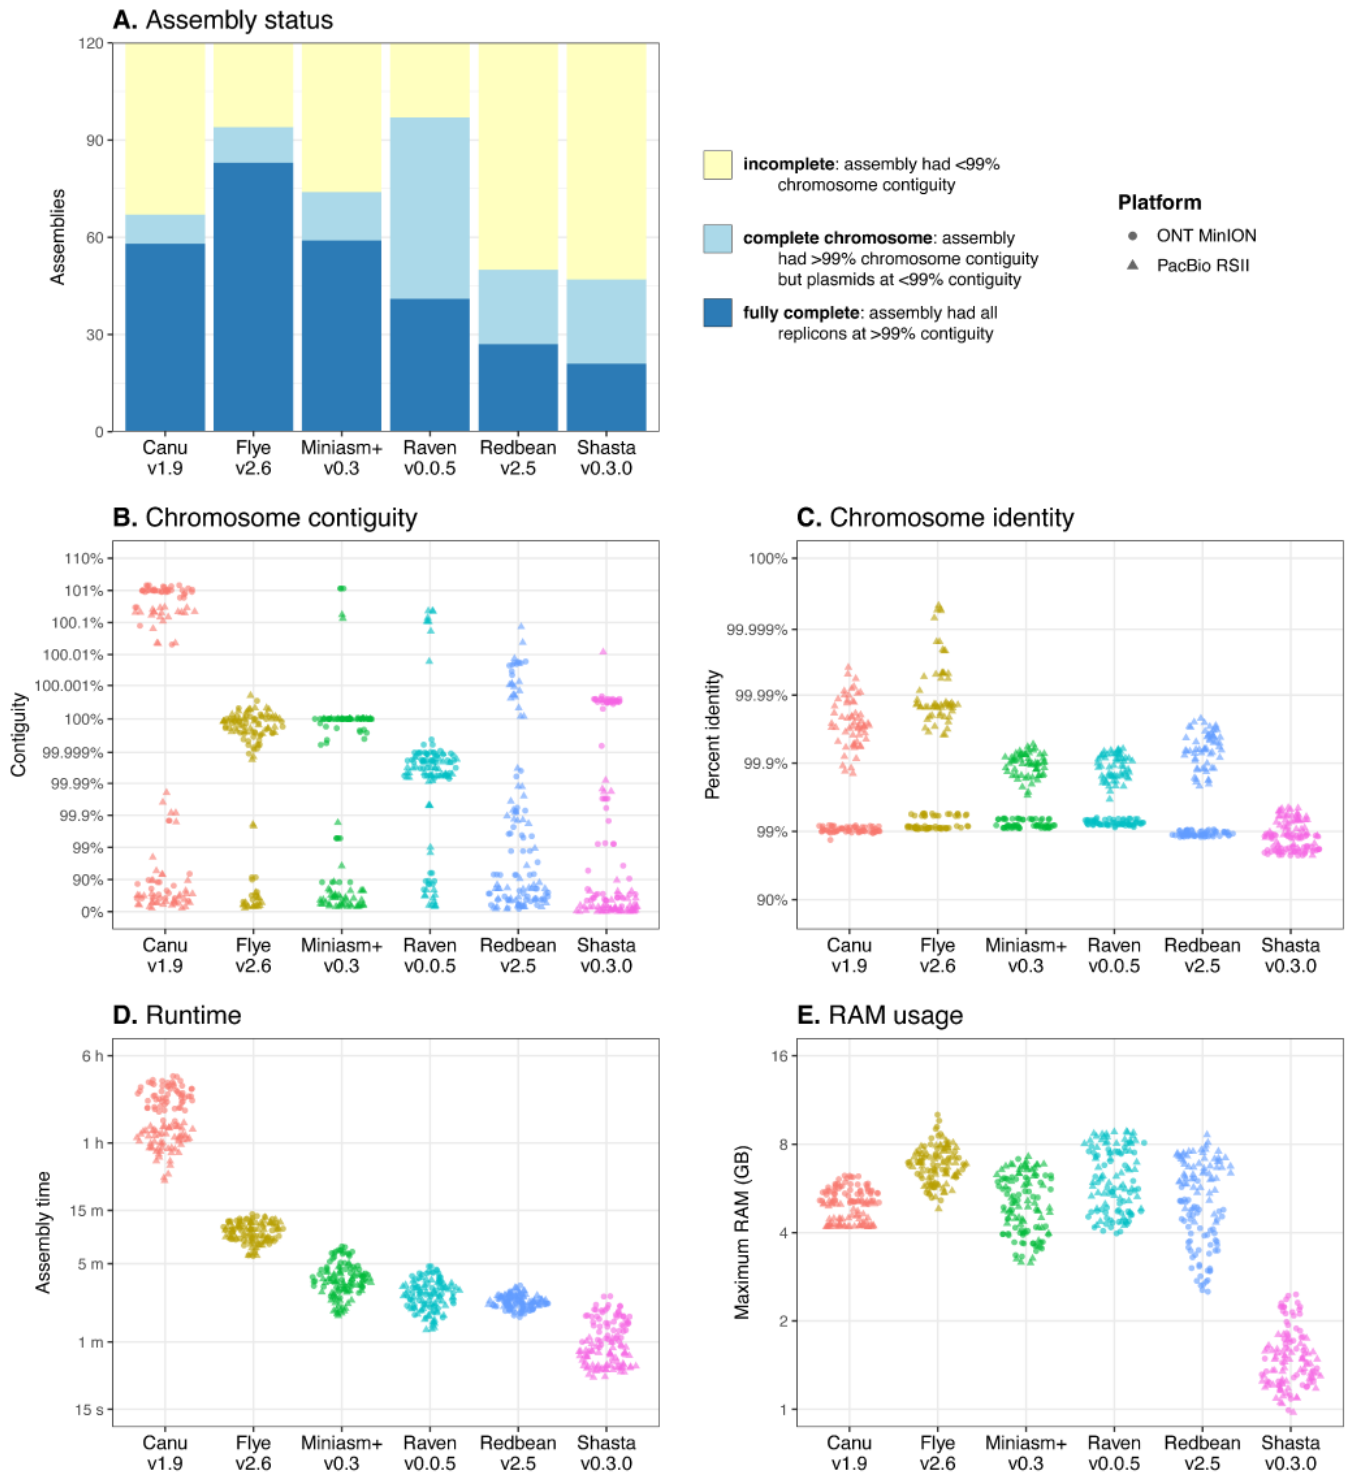 A. Assembly status
120
90
60
30
0
Assemblies
Canu v1.9
Flye v2.6
Miniasm+ v0.3
Raven v0.0.5
Redbean v2.5
Shasta v0.3.0
incomplete: assembly had <99%
chromosome contiguity
complete chromosome: assembly
had >99% chromosome contiguity
but plasmids at <99% contiguity
fully complete: assembly had all
replicons at >99% contiguity
Platform
ONT MinION
PacBio RSII
B. Chromosome contiguity
110%
101%
100.1%
100.01%
100.001%
100%
99.999%
99.99%
99.9%
99%
90%
0%
Contiguity
Canu v1.9
Flye v2.6
Miniasm+ v0.3
Raven v0.0.5
Redbean v2.5
Shasta v0.3.0
C. Chromosome identity
100%
99.999%
99.99%
99.9%
99%
90%
Percent identity
Canu v1.9
Flye v2.6
Miniasm+ v0.3
Raven v0.0.5
Redbean v2.5
Shasta v0.3.0
D. Runtime
6 h
1 h
15 m
5 m
1 m
15 s
Assembly time
Canu v1.9
Flye v2.6
Miniasm+ v0.3
Raven v0.0.5
Redbean v2.5
Shasta v0.3.0
E. RAM usage
16
8
4
2
1
Maximum RAM (GB)
Canu v1.9
Flye v2.6
Miniasm+ v0.3
Raven v0.0.5
Redbean v2.5
Shasta v0.3.0